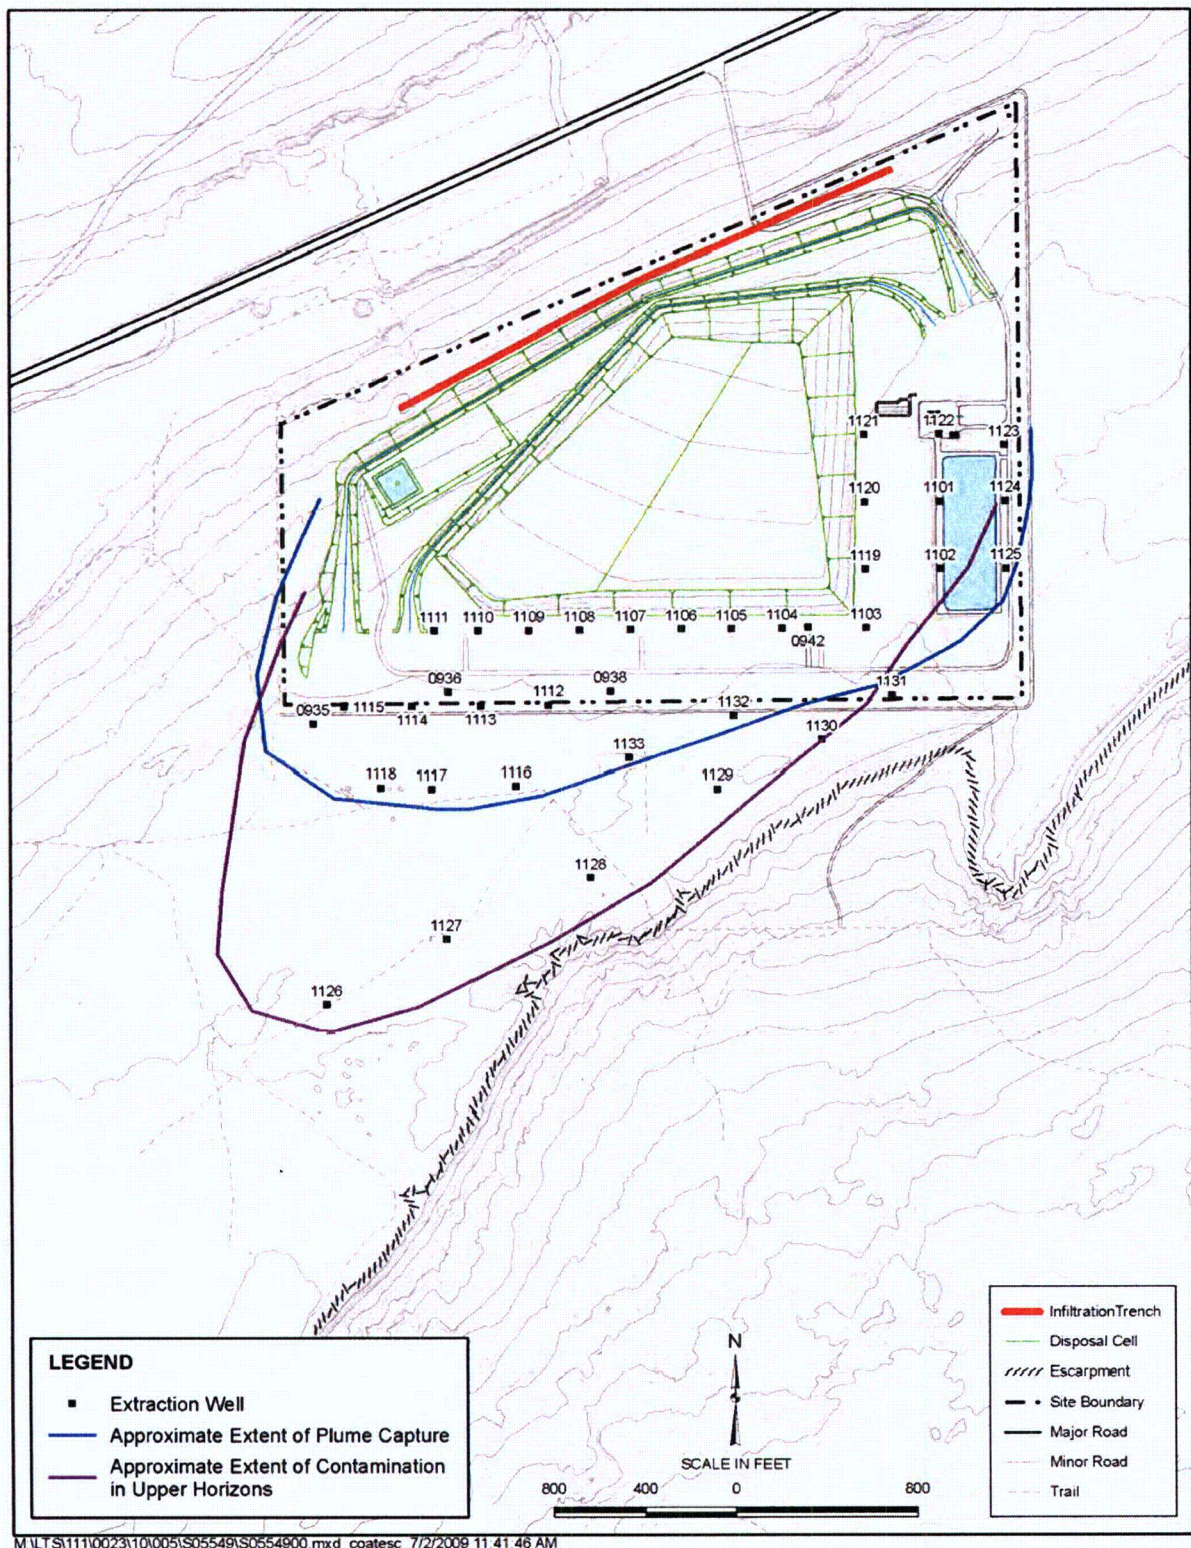 1121
1122
1123
1120
1101
1124
1119
1102
1125
1111
1110
1109
1108
1107
1106
1105
1104
1103
0942
0936
1112
0938
1131
0935
1115
1114
1113
1132
1130
1133
1118
1117
1116
1129
1128
1127
1126
LEGEND
Extraction Well
Approximate Extent of Plume Capture
Approximate Extent of Contamination
in Upper Horizons
N
SCALE IN FEET
800 400 0 800
InfiltrationTrench
Disposal Cell
Escarpment
Site Boundary
Major Road
Minor Road
Trail
M:\LTS\111\0023\10\005\S05549\S0554900.mxd coatesc 7/2/2009 11:41:46 AM